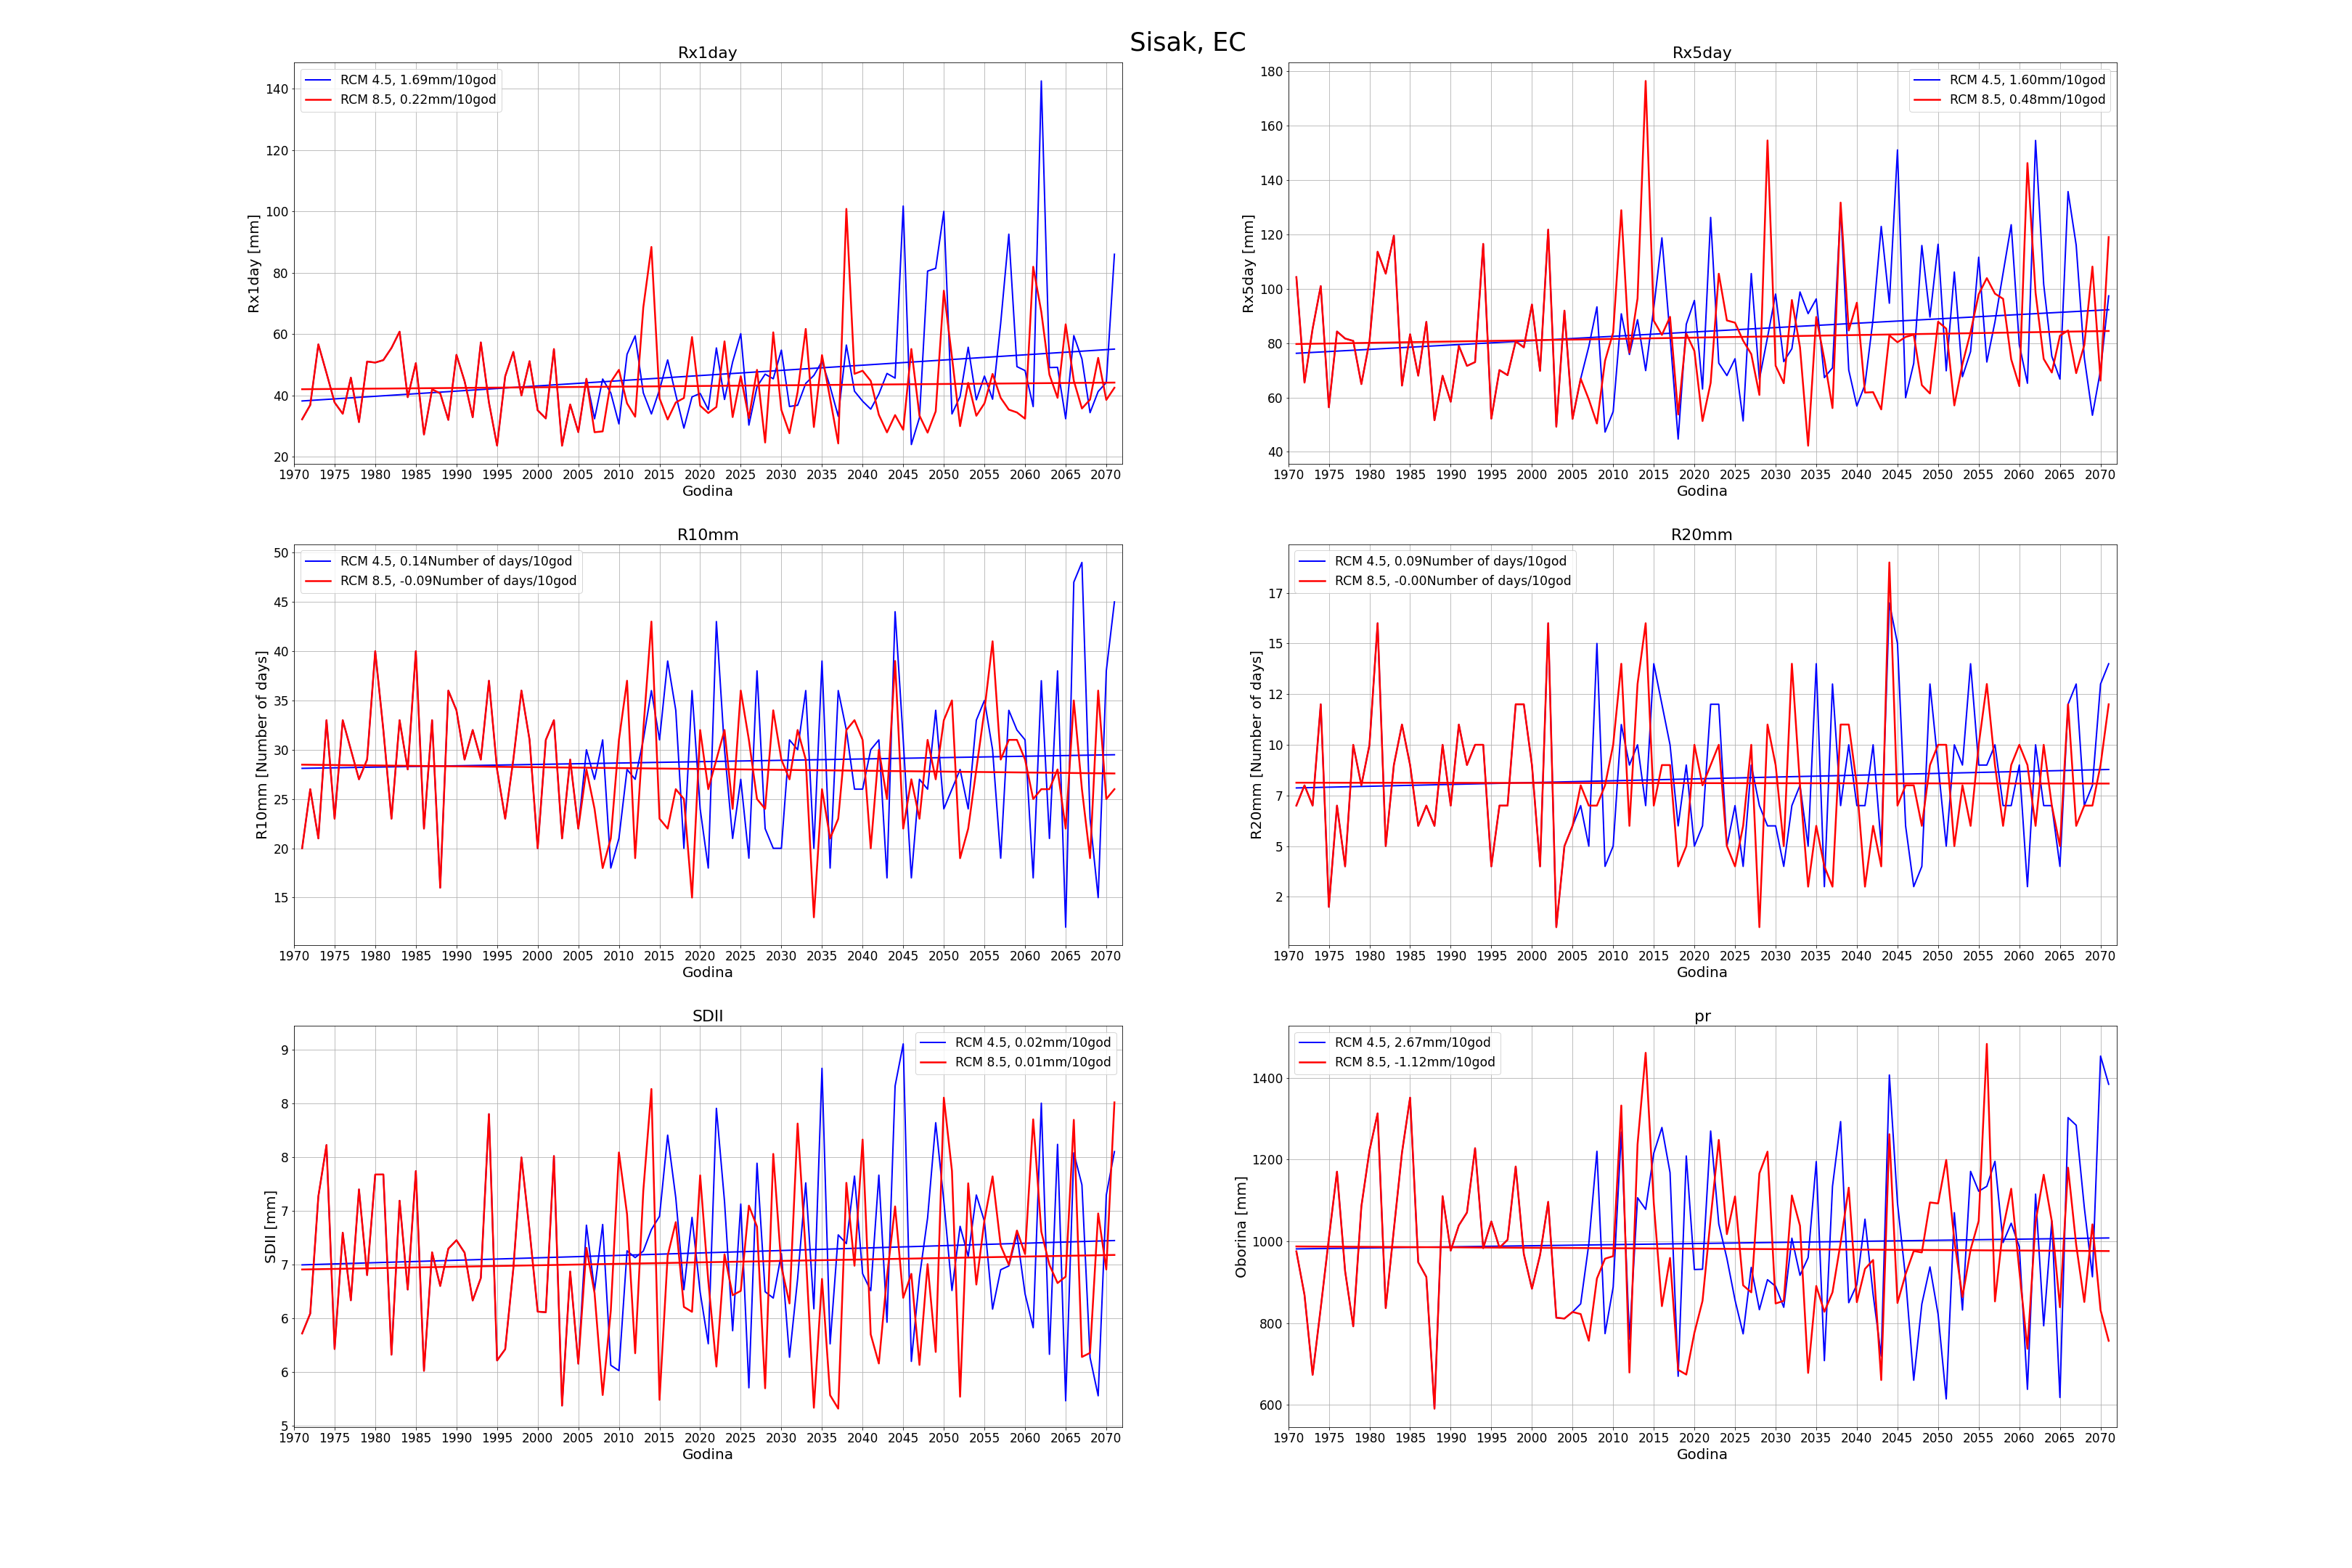 Sisak, EC
Rx1day
RCM 4.5, 1.69mm/10god
RCM 8.5, 0.22mm/10god
Rx1day [mm]
140
120
100
80
60
40
20
1970 1975 1980 1985 1990 1995 2000 2005 2010 2015 2020 2025 2030 2035 2040 2045 2050 2055 2060 2065 2070
Godina
Rx5day
RCM 4.5, 1.60mm/10god
RCM 8.5, 0.48mm/10god
Rx5day [mm]
180
160
140
120
100
80
60
40
1970 1975 1980 1985 1990 1995 2000 2005 2010 2015 2020 2025 2030 2035 2040 2045 2050 2055 2060 2065 2070
Godina
R10mm
RCM 4.5, 0.14Number of days/10god
RCM 8.5, -0.09Number of days/10god
R10mm [Number of days]
50
45
40
35
30
25
20
15
1970 1975 1980 1985 1990 1995 2000 2005 2010 2015 2020 2025 2030 2035 2040 2045 2050 2055 2060 2065 2070
Godina
R20mm
RCM 4.5, 0.09Number of days/10god
RCM 8.5, -0.00Number of days/10god
R20mm [Number of days]
17
15
12
10
7
5
2
1970 1975 1980 1985 1990 1995 2000 2005 2010 2015 2020 2025 2030 2035 2040 2045 2050 2055 2060 2065 2070
Godina
SDII
RCM 4.5, 0.02mm/10god
RCM 8.5, 0.01mm/10god
SDII [mm]
9
8
8
7
7
6
6
5
1970 1975 1980 1985 1990 1995 2000 2005 2010 2015 2020 2025 2030 2035 2040 2045 2050 2055 2060 2065 2070
Godina
pr
RCM 4.5, 2.67mm/10god
RCM 8.5, -1.12mm/10god
Oborina [mm]
1400
1200
1000
800
600
1970 1975 1980 1985 1990 1995 2000 2005 2010 2015 2020 2025 2030 2035 2040 2045 2050 2055 2060 2065 2070
Godina